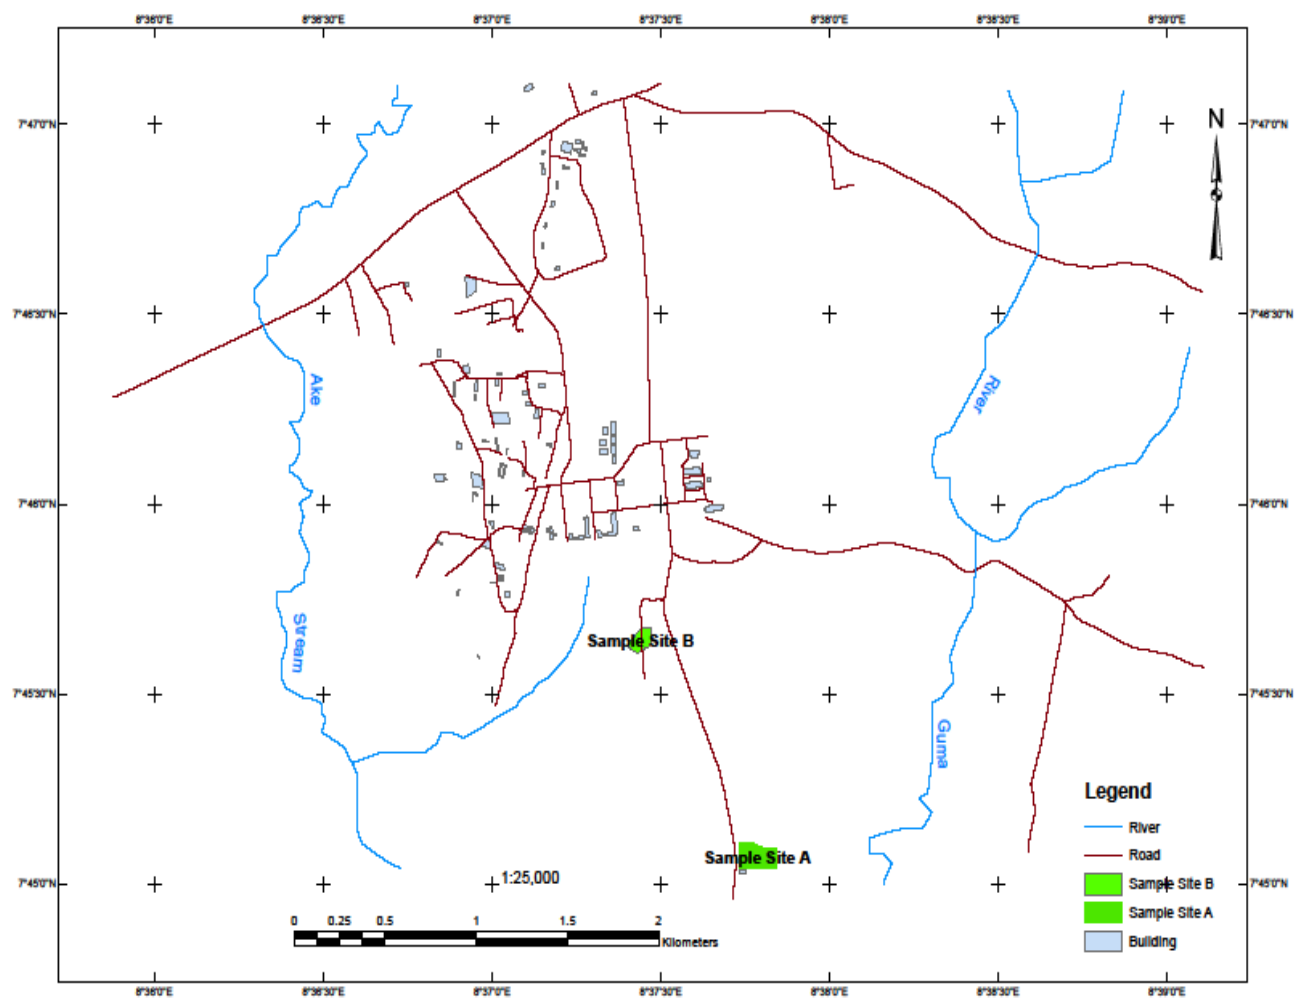 8°36'0"E 8°36'30"E 8°37'0"E 8°37'30"E 8°38'0"E 8°38'30"E 8°39'0"E
N
7°47'0"N 7°47'0"N
7°46'30"N 7°46'30"N
Ake
River
7°46'0"N 7°46'0"N
Stream
Sample Site B
7°45'30"N 7°45'30"N
Guma
Legend
River
Road
Sample Site A
Sample Site B
7°45'0"N 7°45'0"N
1:25,000
Sample Site A
0 0.25 0.5 1 1.5 2
Kilometers
Building
8°36'0"E 8°36'30"E 8°37'0"E 8°37'30"E 8°38'0"E 8°38'30"E 8°39'0"E